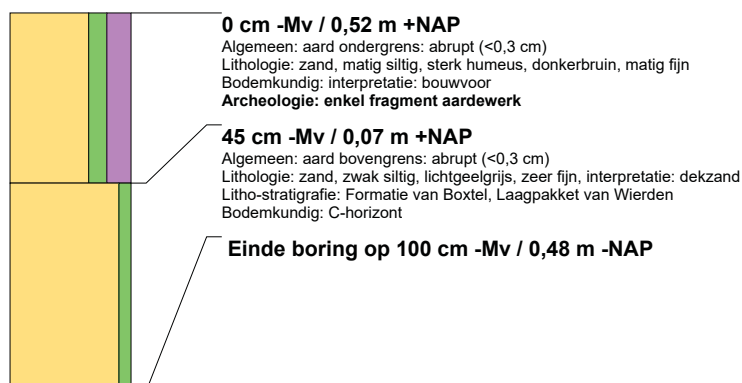 0 cm -Mv / 0,52 m +NAP
Algemeen: aard ondergrens: abrupt (<0,3 cm)
Lithologie: zand, matig siltig, sterk humeus, donkerbruin, matig fijn
Bodemkundig: interpretatie: bouwvoor
Archeologie: enkel fragment aardewerk
45 cm -Mv / 0,07 m +NAP
Algemeen: aard bovengrens: abrupt (<0,3 cm)
Lithologie: zand, zwak siltig, lichtgeelgrijs, zeer fijn, interpretatie: dekzand
Litho-stratigrafie: Formatie van Boxtel, Laagpakket van Wierden
Bodemkundig: C-horizont
Einde boring op 100 cm -Mv / 0,48 m -NAP